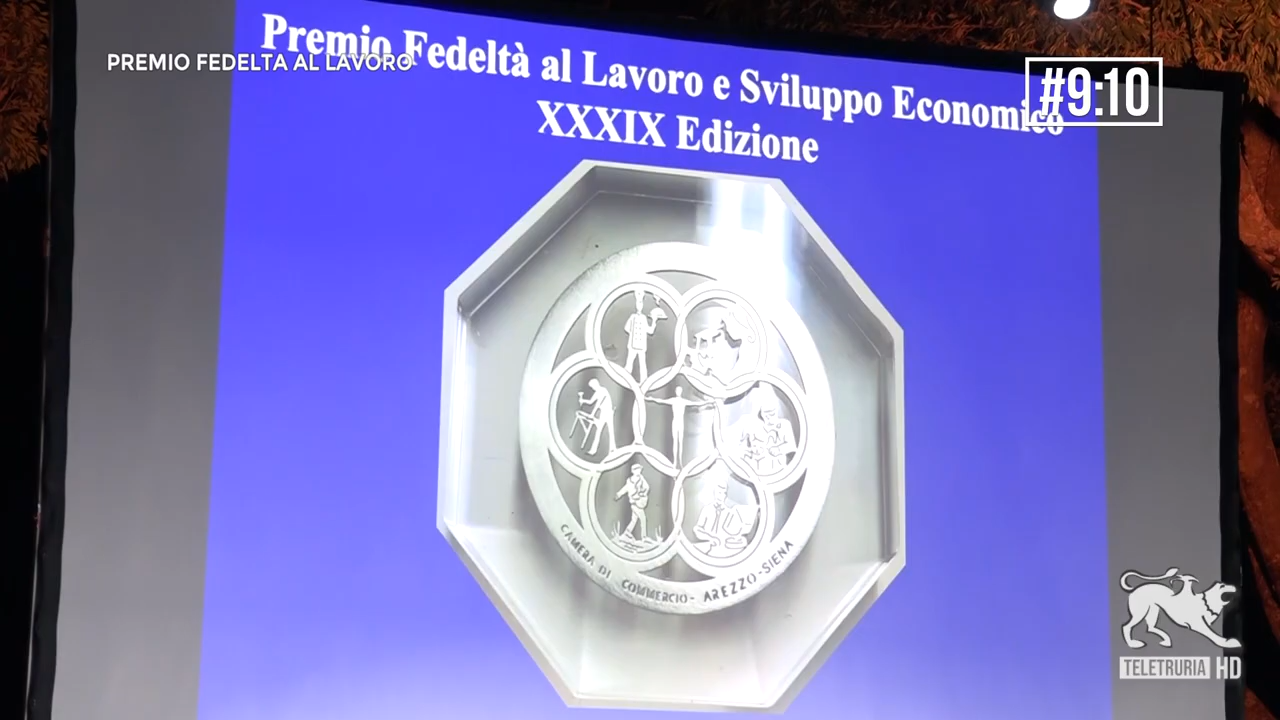 Premio Fedeltà al Lavoro e Sviluppo Economico
XXXIX Edizione
PREMIO FEDELTA AL LAVORO
#9:10
CAMERA DI COMMERCIO - AREZZO - SIENA
TELETRURIA HD